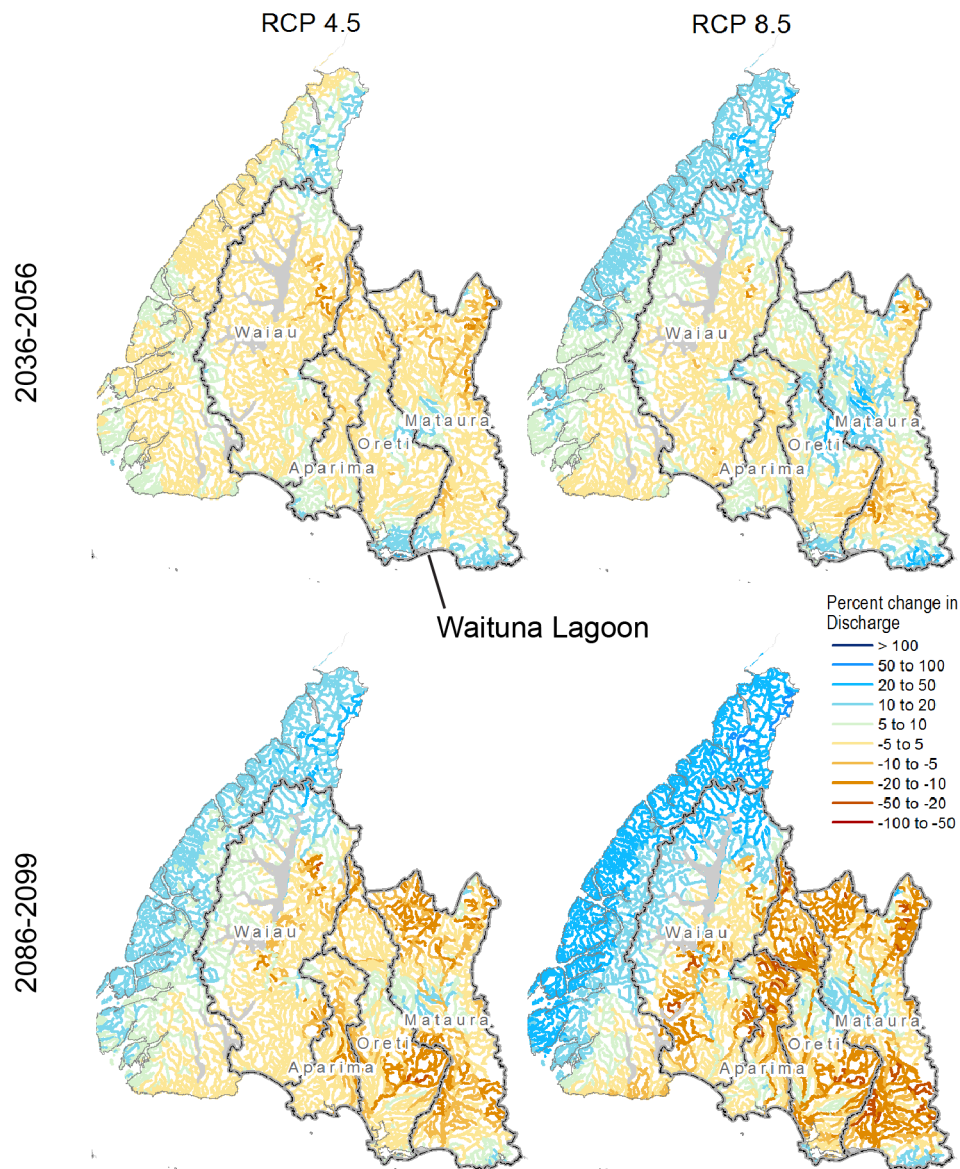 RCP 4.5
RCP 8.5
2036-2056
Waiau
Mataura
Oreti
Aparima
Waiau
Mataura
Oreti
Aparima
Waituna Lagoon
Percent change in
Discharge
> 100
50 to 100
20 to 50
10 to 20
5 to 10
-5 to 5
-10 to -5
-20 to -10
-50 to -20
-100 to -50
2086-2099
Waiau
Mataura
Oreti
Aparima
Waiau
Mataura
Oreti
Aparima